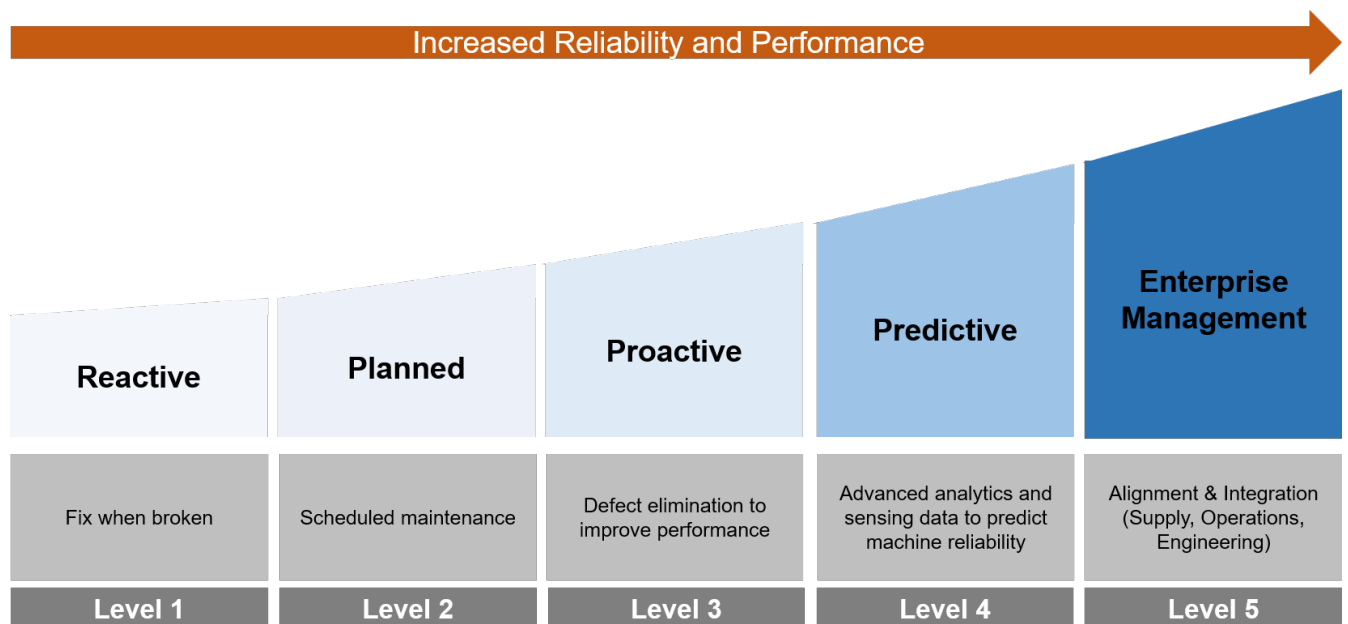 Increased Reliability and Performance
Reactive
Planned
Proactive
Predictive
Enterprise
Management
Fix when broken
Scheduled maintenance
Defect elimination to
improve performance
Advanced analytics and
sensing data to predict
machine reliability
Alignment & Integration
(Supply, Operations,
Engineering)
Level 1
Level 2
Level 3
Level 4
Level 5